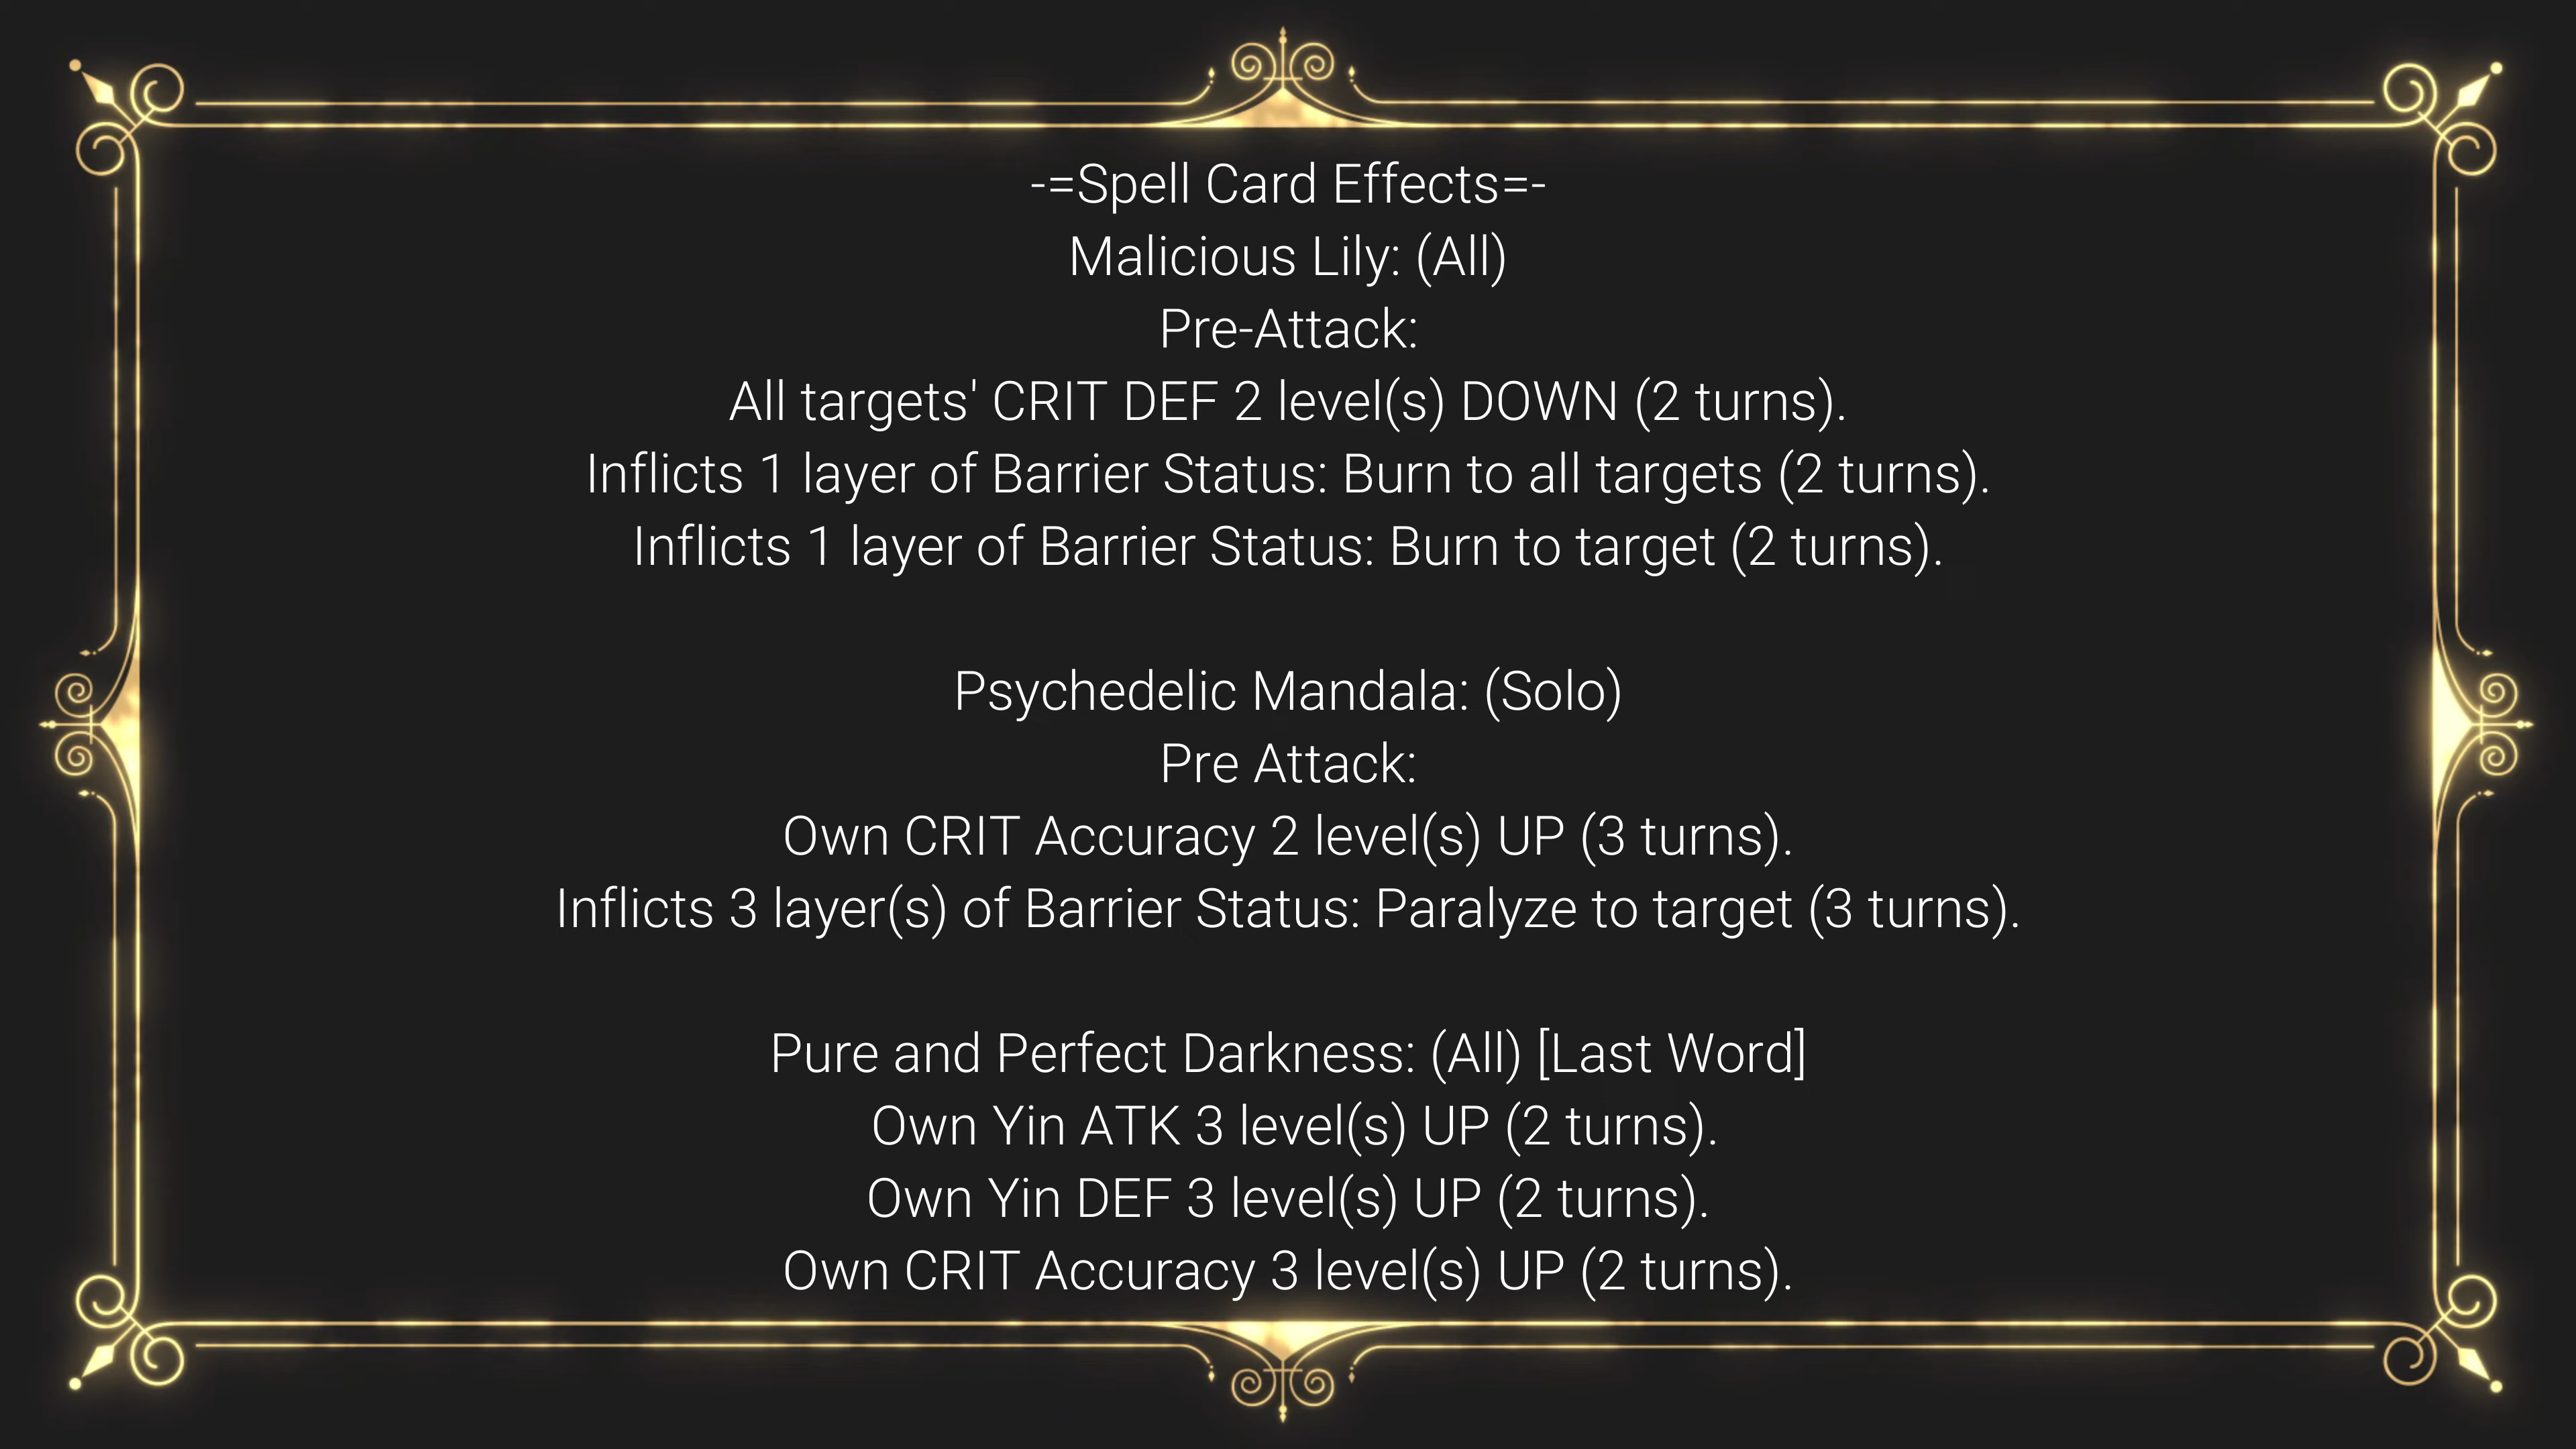 -=Spell Card Effects=-
Malicious Lily: (All)
Pre-Attack:
All targets' CRIT DEF 2 level(s) DOWN (2 turns).
Inflicts 1 layer of Barrier Status: Burn to all targets (2 turns).
Inflicts 1 layer of Barrier Status: Burn to target (2 turns).
Psychedelic Mandala: (Solo)
Pre Attack:
Own CRIT Accuracy 2 level(s) UP (3 turns).
Inflicts 3 layer(s) of Barrier Status: Paralyze to target (3 turns).
Pure and Perfect Darkness: (All) [Last Word]
Own Yin ATK 3 level(s) UP (2 turns).
Own Yin DEF 3 level(s) UP (2 turns).
Own CRIT Accuracy 3 level(s) UP (2 turns).